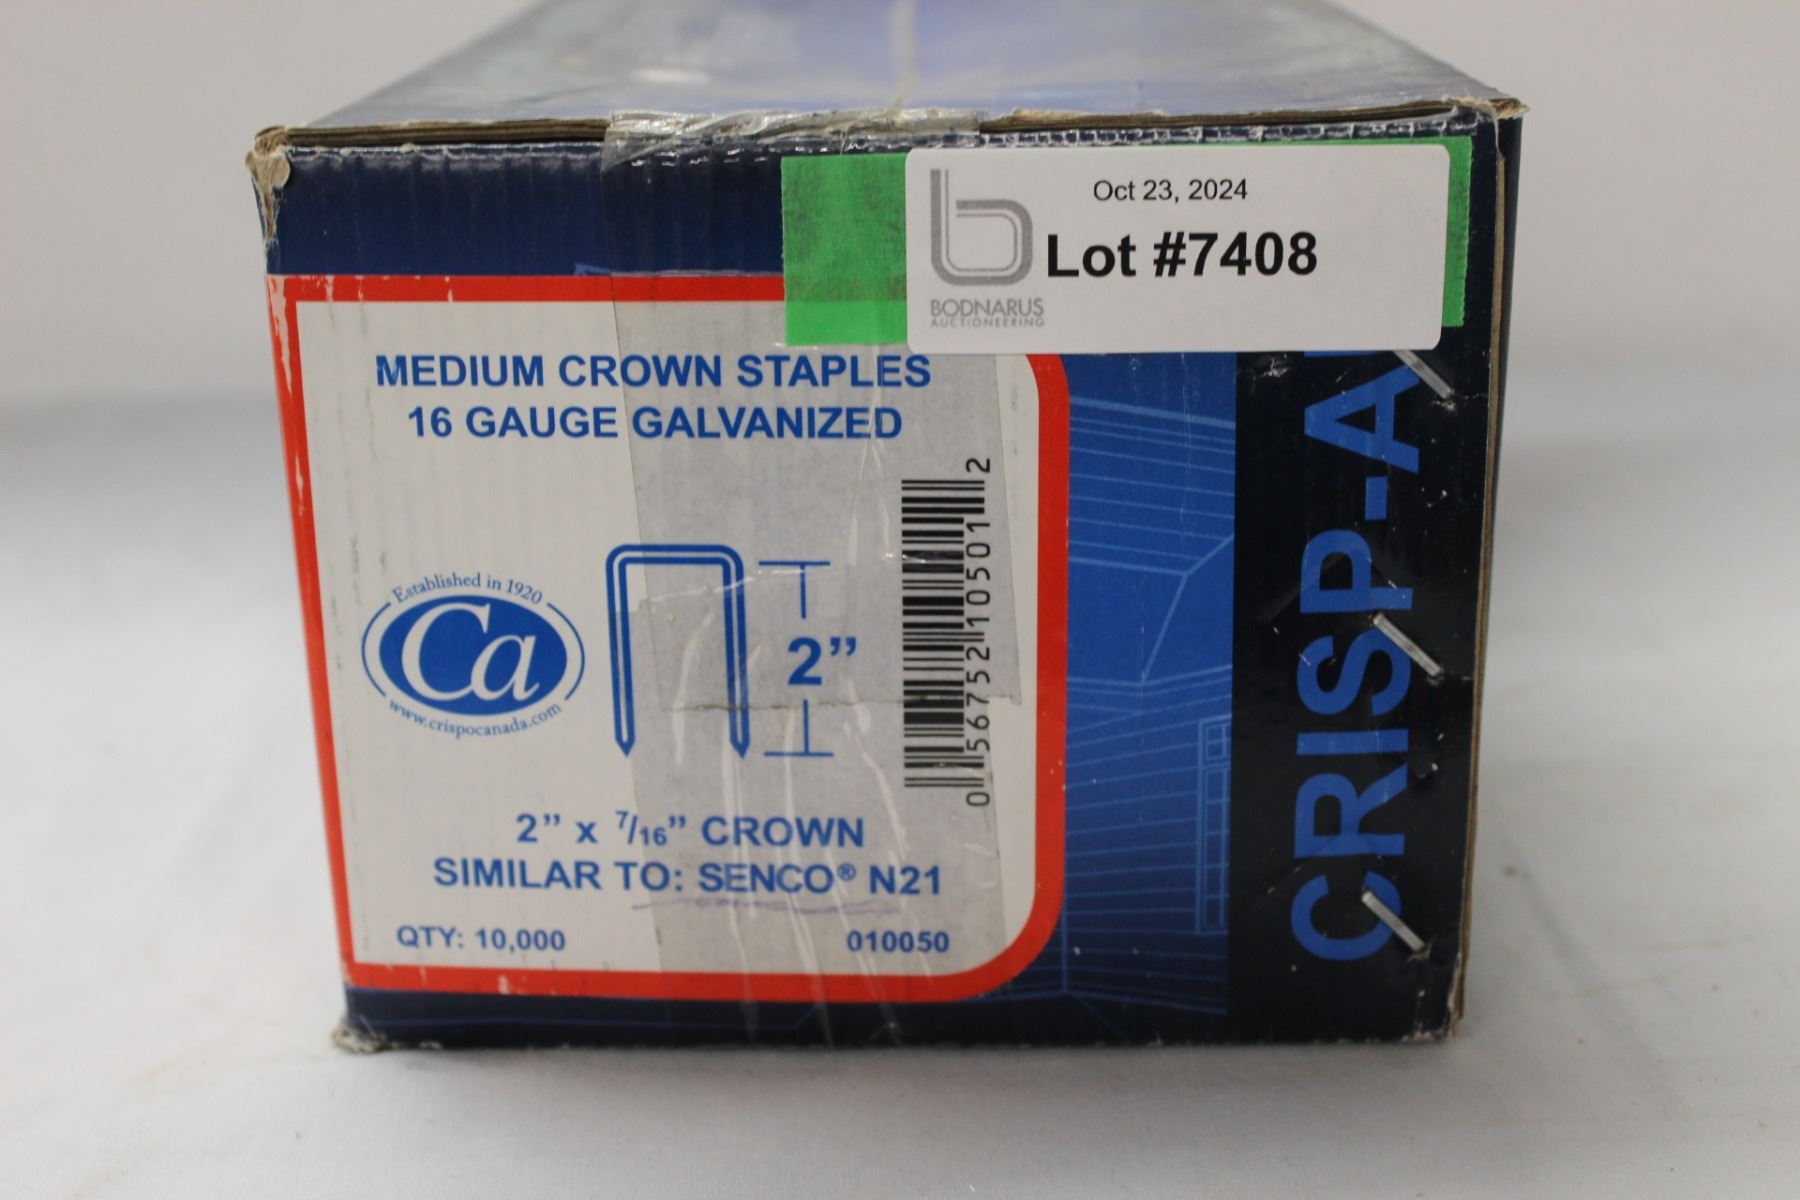 Oct 23, 2024
Lot #7408
BODNARUS
AUCTIONEERING
MEDIUM CROWN STAPLES
16 GAUGE GALVANIZED
Established in 1920
Ca
www.crispocanada.com
2”
0 56752 10501 2
2” x 7/16” CROWN
SIMILAR TO: SENCO® N21
QTY: 10,000
010050
CRISP-A